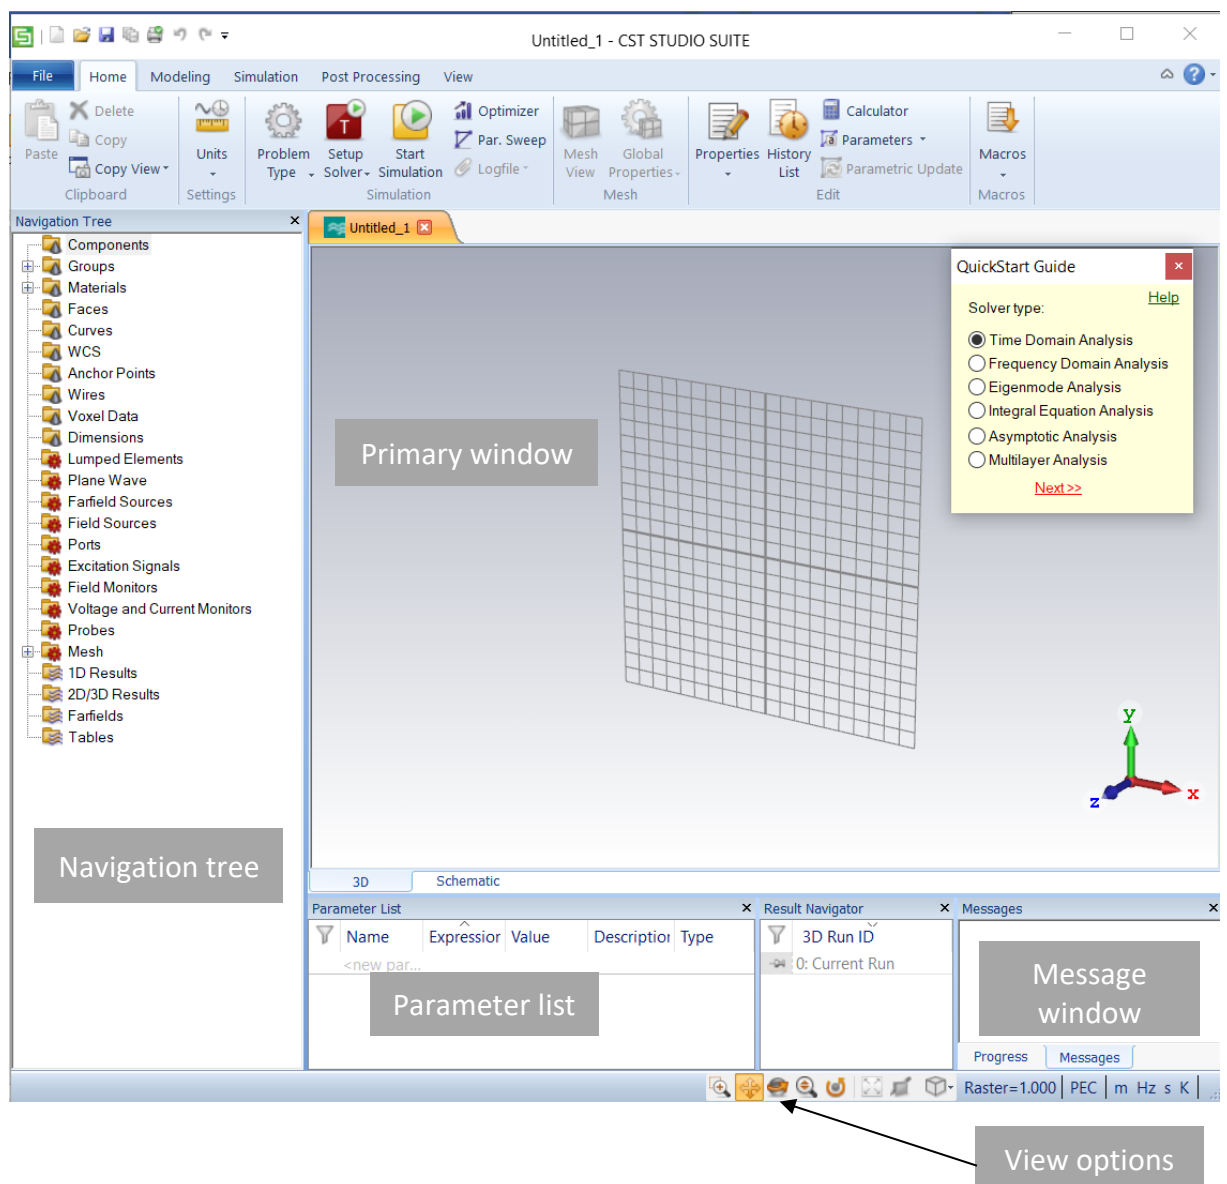 Untitled_1 - CST STUDIO SUITE
File Home Modeling Simulation Post Processing View
Paste
Delete
Copy
Copy View
Clipboard
Units
Settings
Problem Type
Setup Solver
Start Simulation
Optimizer
Par. Sweep
Logfile
Simulation
Mesh View
Global Properties
Mesh
Properties
History List
Calculator
Parameters
Parametric Update
Edit
Macros
Macros
Navigation Tree
Components
Groups
Materials
Faces
Curves
WCS
Anchor Points
Wires
Voxel Data
Dimensions
Lumped Elements
Plane Wave
Farfield Sources
Field Sources
Ports
Excitation Signals
Field Monitors
Voltage and Current Monitors
Probes
Mesh
1D Results
2D/3D Results
Farfields
Tables
Navigation tree
Untitled_1
Primary window
QuickStart Guide
Help
Solver type:
Time Domain Analysis
Frequency Domain Analysis
Eigenmode Analysis
Integral Equation Analysis
Asymptotic Analysis
Multilayer Analysis
Next>>
y
x
z
3D Schematic
Parameter List
Name Expression Value Description Type
<new par...
Parameter list
Result Navigator
3D Run ID
0: Current Run
Messages
Message
window
Progress Messages
Raster=1.000 PEC m Hz s K
View options